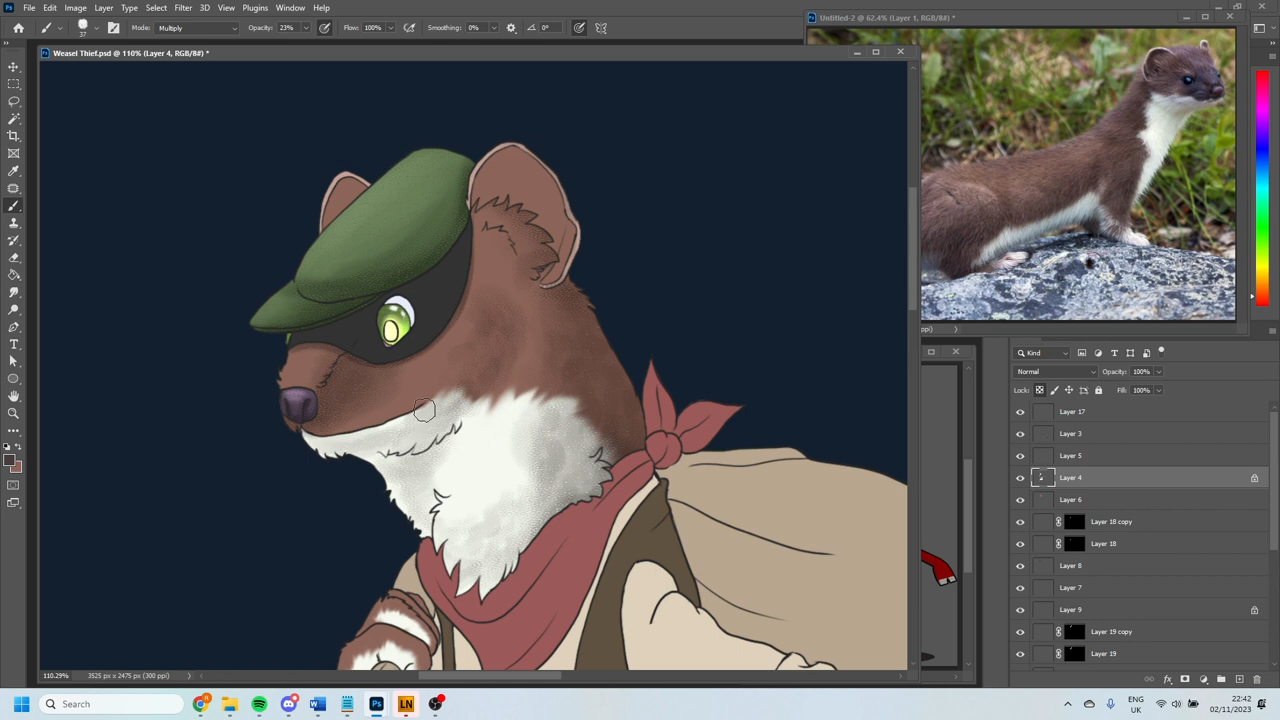 File Edit Image Layer Type Select Filter 3D View Plugins Window Help
37 Mode: Multiply Opacity: 23% Flow: 100% Smoothing: 0% 0°
Untitled-2 @ 62.4% (Layer 1, RGB/8#) *
Weasel Thief.psd @ 110% (Layer 4, RGB/8#) *
ppi)
Kind
Normal Opacity: 100%
Lock: Fill: 100%
Layer 17
Layer 3
Layer 5
Layer 4
Layer 6
Layer 18 copy
Layer 18
Layer 8
Layer 7
Layer 9
Layer 19 copy
Layer 19
110.29% 3525 px x 2475 px (300 ppi)
Search
LN
ENG
UK
22:42
02/11/2023